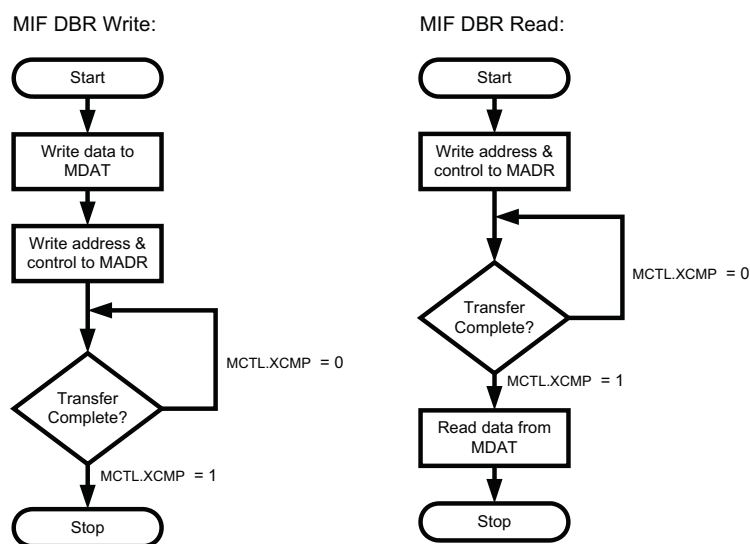 MIF DBR Write:
Start
Write data to
MDAT
Write address &
control to MADR
MCTL.XCMP = 0
Transfer
Complete?
MCTL.XCMP = 1
Stop
MIF DBR Read:
Start
Write address &
control to MADR
MCTL.XCMP = 0
Transfer
Complete?
MCTL.XCMP = 1
Read data from
MDAT
Stop